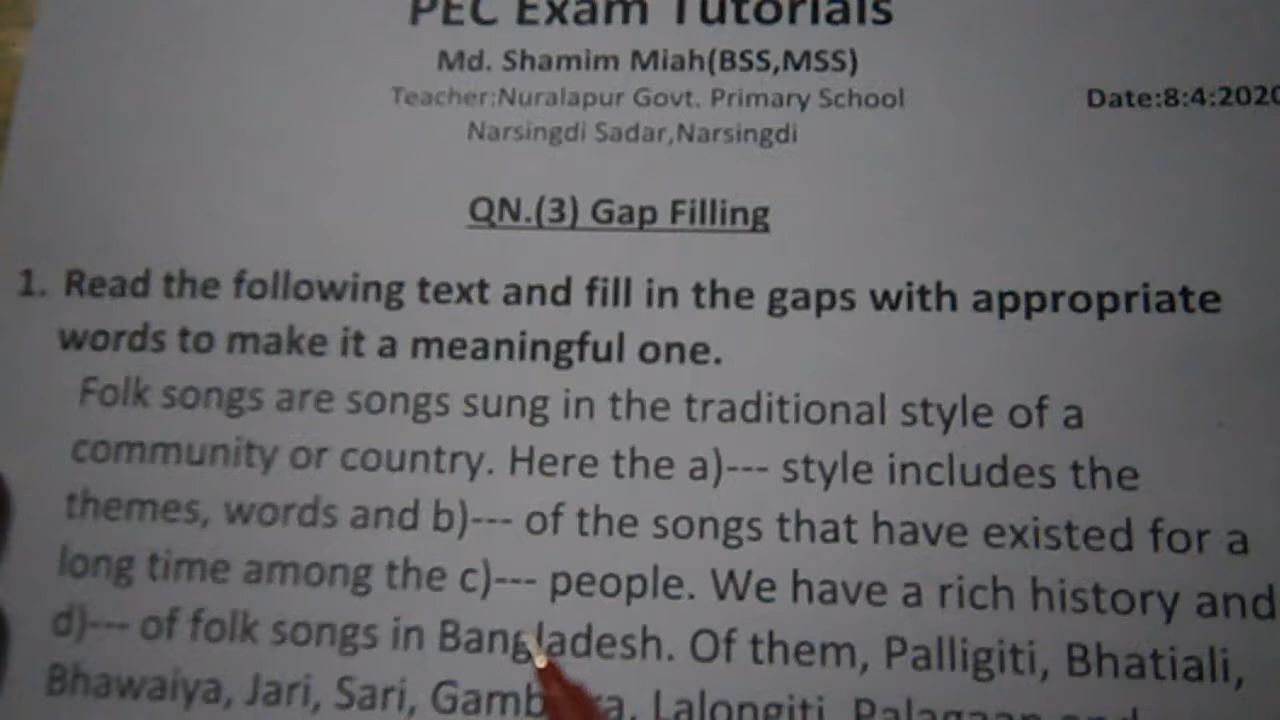 PEC Exam Tutorials
Md. Shamim Miah(BSS,MSS)
Teacher:Nuralapur Govt. Primary School
Date:8:4:2020
Narsingdi Sadar,Narsingdi
QN.(3) Gap Filling
1. Read the following text and fill in the gaps with appropriate
words to make it a meaningful one.
Folk songs are songs sung in the traditional style of a
community or country. Here the a)--- style includes the
themes, words and b)--- of the songs that have existed for a
long time among the c)--- people. We have a rich history and
d)--- of folk songs in Bangladesh. Of them, Palligiti, Bhatiali,
Bhawaiya, Jari, Sari, Lalongiti, Palagaan and